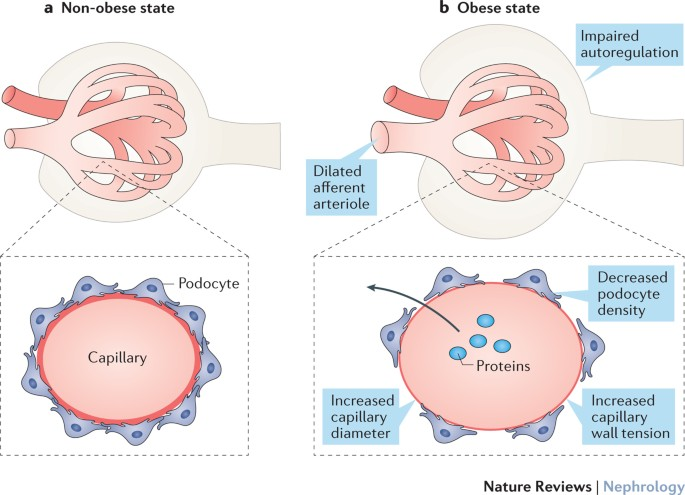 a Non-obese state
b Obese state
Impaired
autoregulation
Dilated
afferent
arteriole
Podocyte
Capillary
Decreased
podocyte
density
Proteins
Increased
capillary
diameter
Increased
capillary
wall tension
Nature Reviews | Nephrology